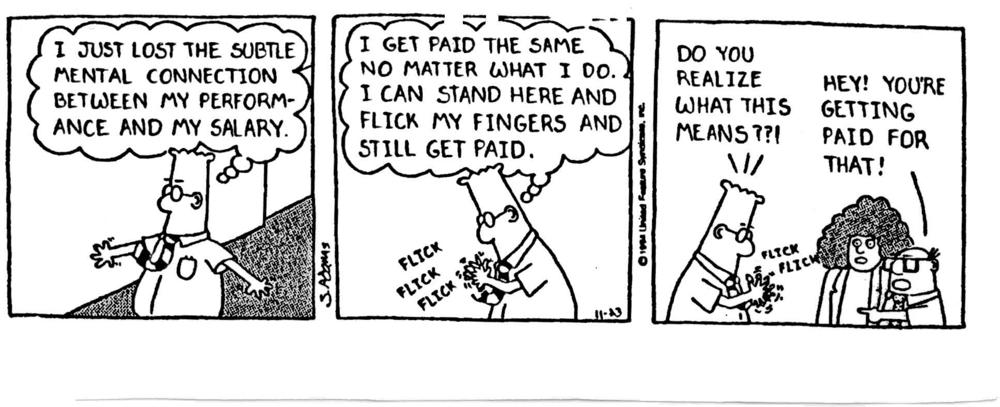 I JUST LOST THE SUBTLE
MENTAL CONNECTION
BETWEEN MY PERFORM-
ANCE AND MY SALARY.
S.ADAMS
I GET PAID THE SAME
NO MATTER WHAT I DO.
I CAN STAND HERE AND
FLICK MY FINGERS AND
STILL GET PAID.
FLICK
FLICK
FLICK
11-23
© 1994 United Feature Syndicate, Inc.
DO YOU
REALIZE
WHAT THIS
MEANS??!
HEY! YOU'RE
GETTING
PAID FOR
THAT!
FLICK
FLICK